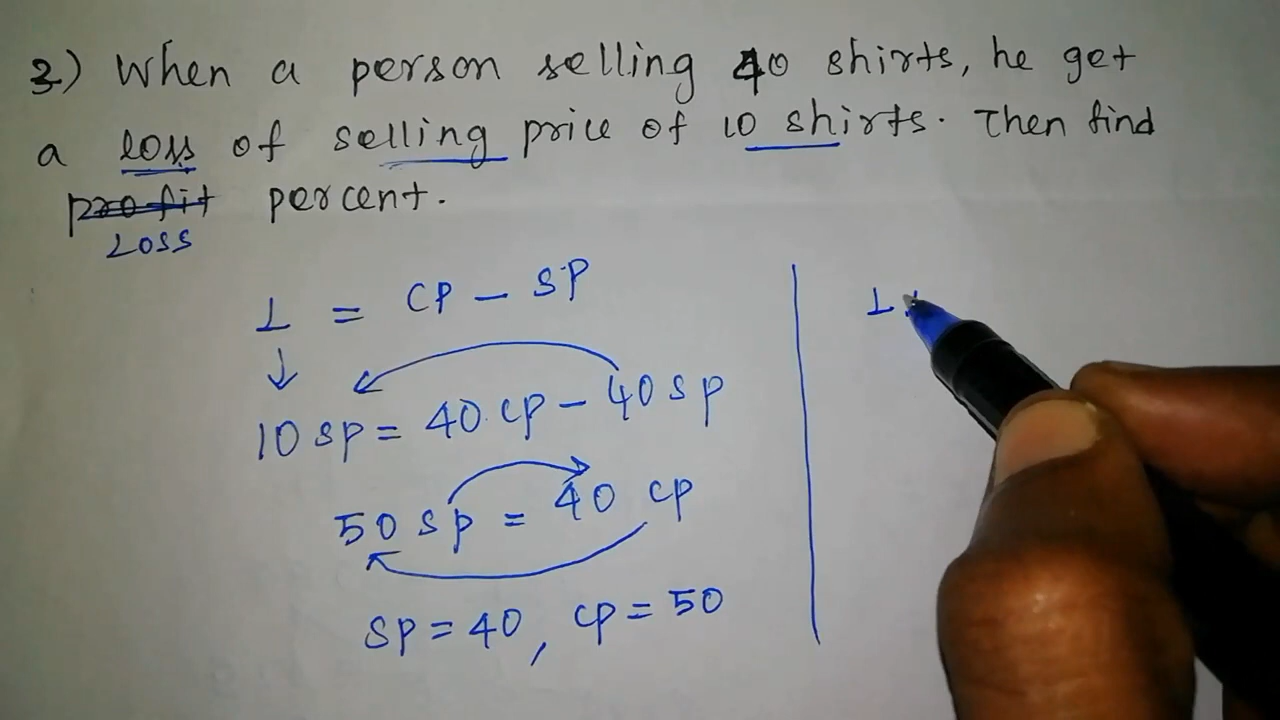 3) When a person selling 40 shirts, he get
a loss of selling price of 10 shirts. Then find
profit percent.
Loss
L = CP - SP
10 SP = 40 CP - 40 SP
50 SP = 40 CP
SP = 40, CP = 50
L